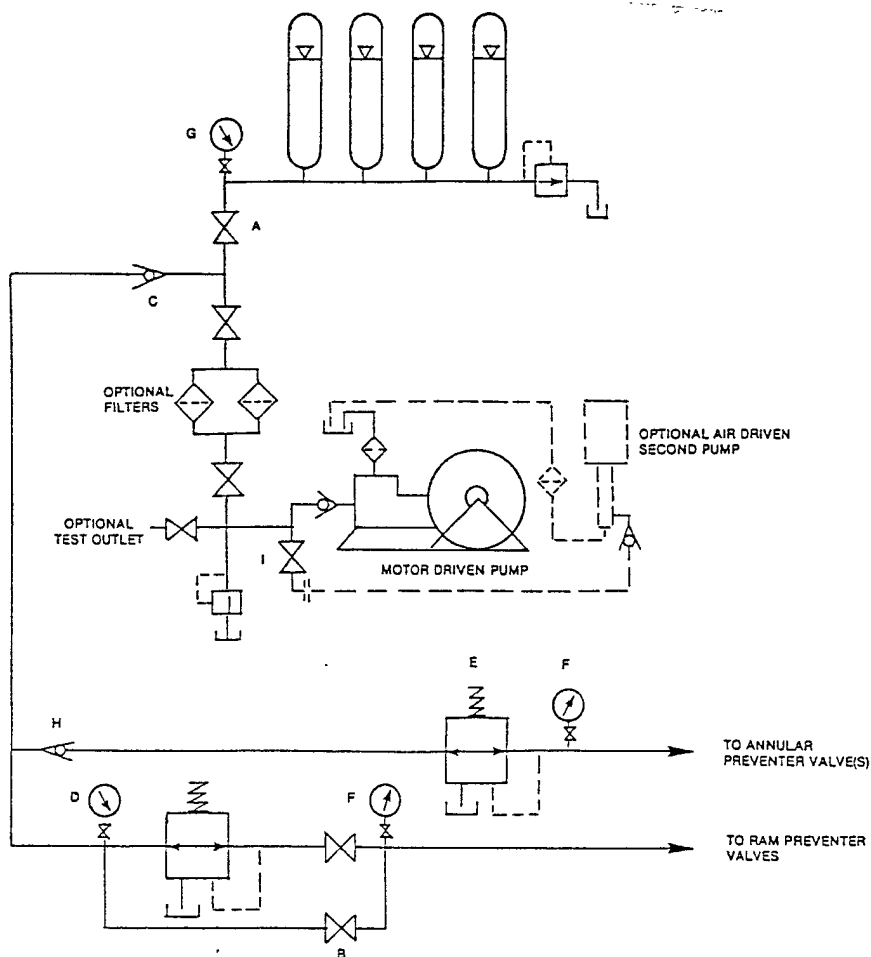 G
A
C
OPTIONAL
FILTERS
OPTIONAL AIR DRIVEN
SECOND PUMP
OPTIONAL
TEST OUTLET
I
MOTOR DRIVEN PUMP
E
F
H
TO ANNULAR
PREVENTER VALVE(S)
D
F
TO RAM PREVENTER
VALVES
B